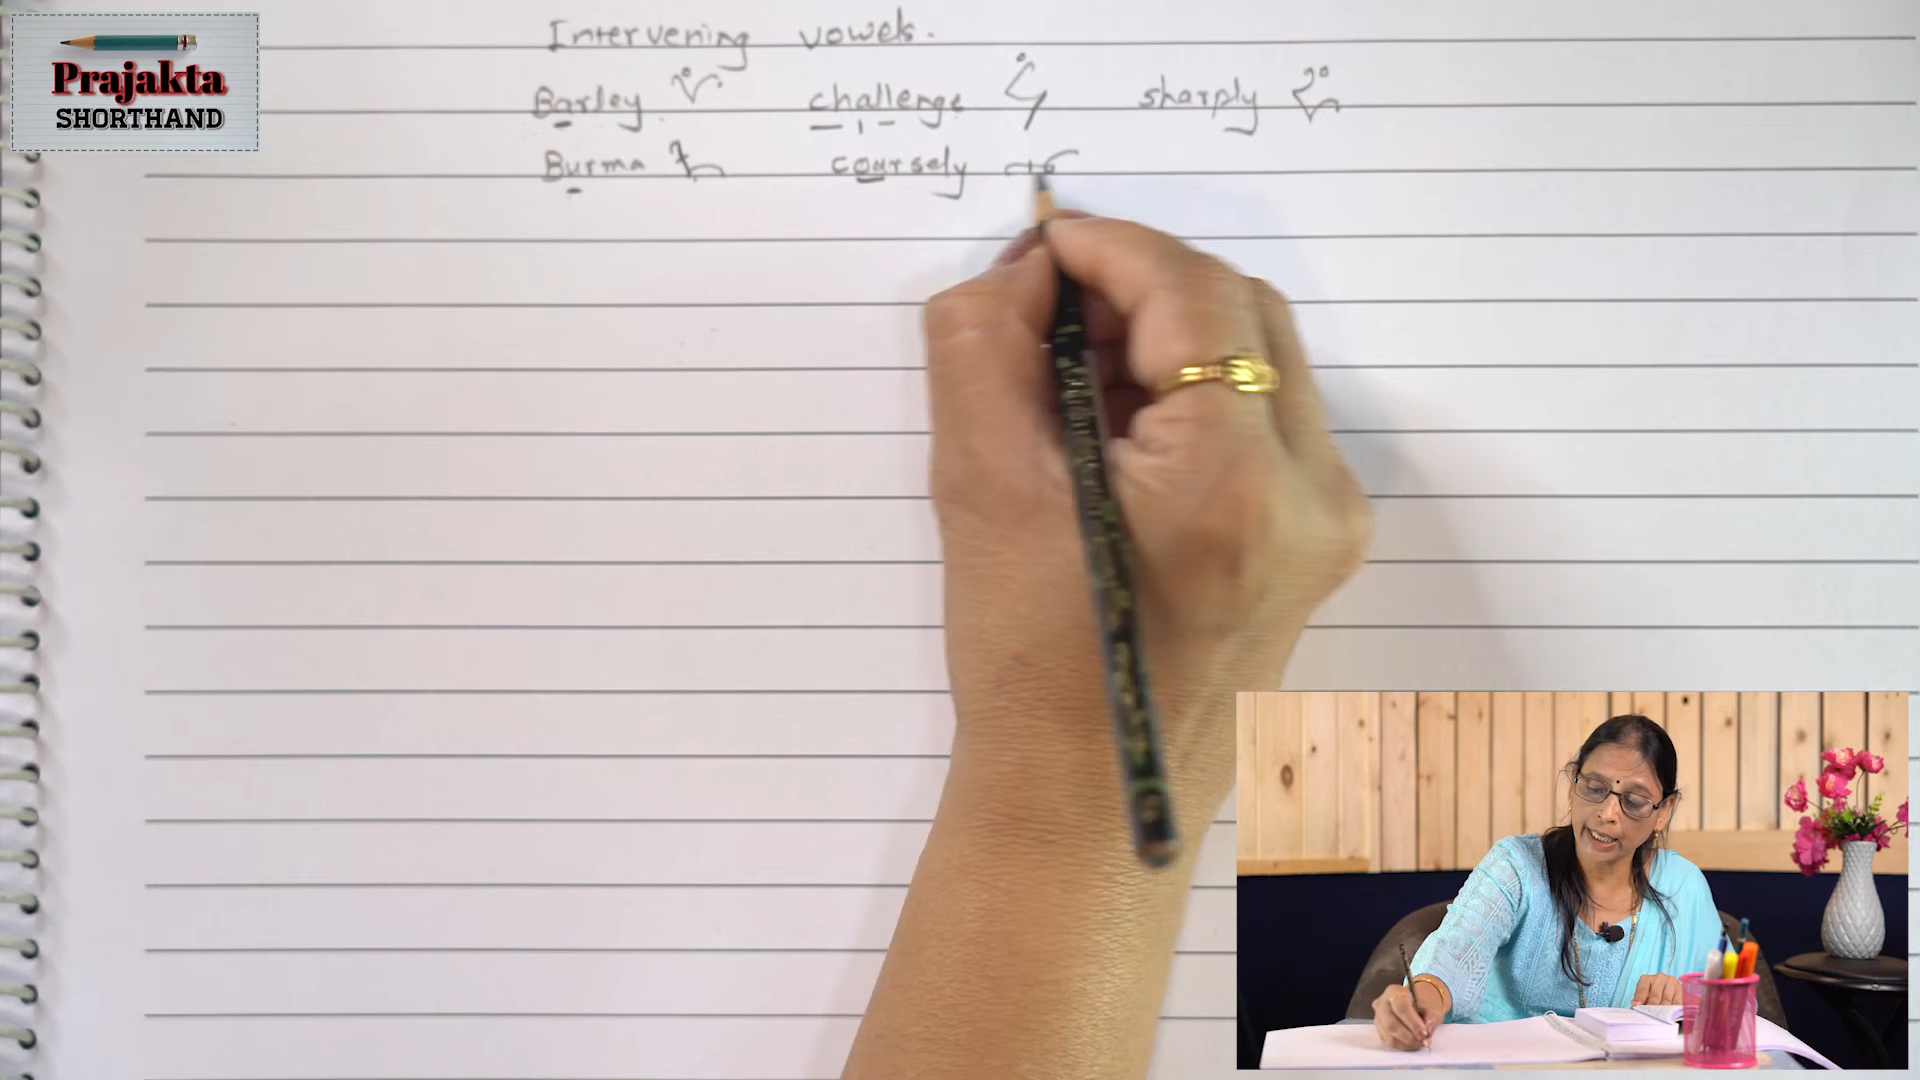 Prajakta
SHORTHAND
Intervening vowels.
Barley challenge sharply
Burma coursely